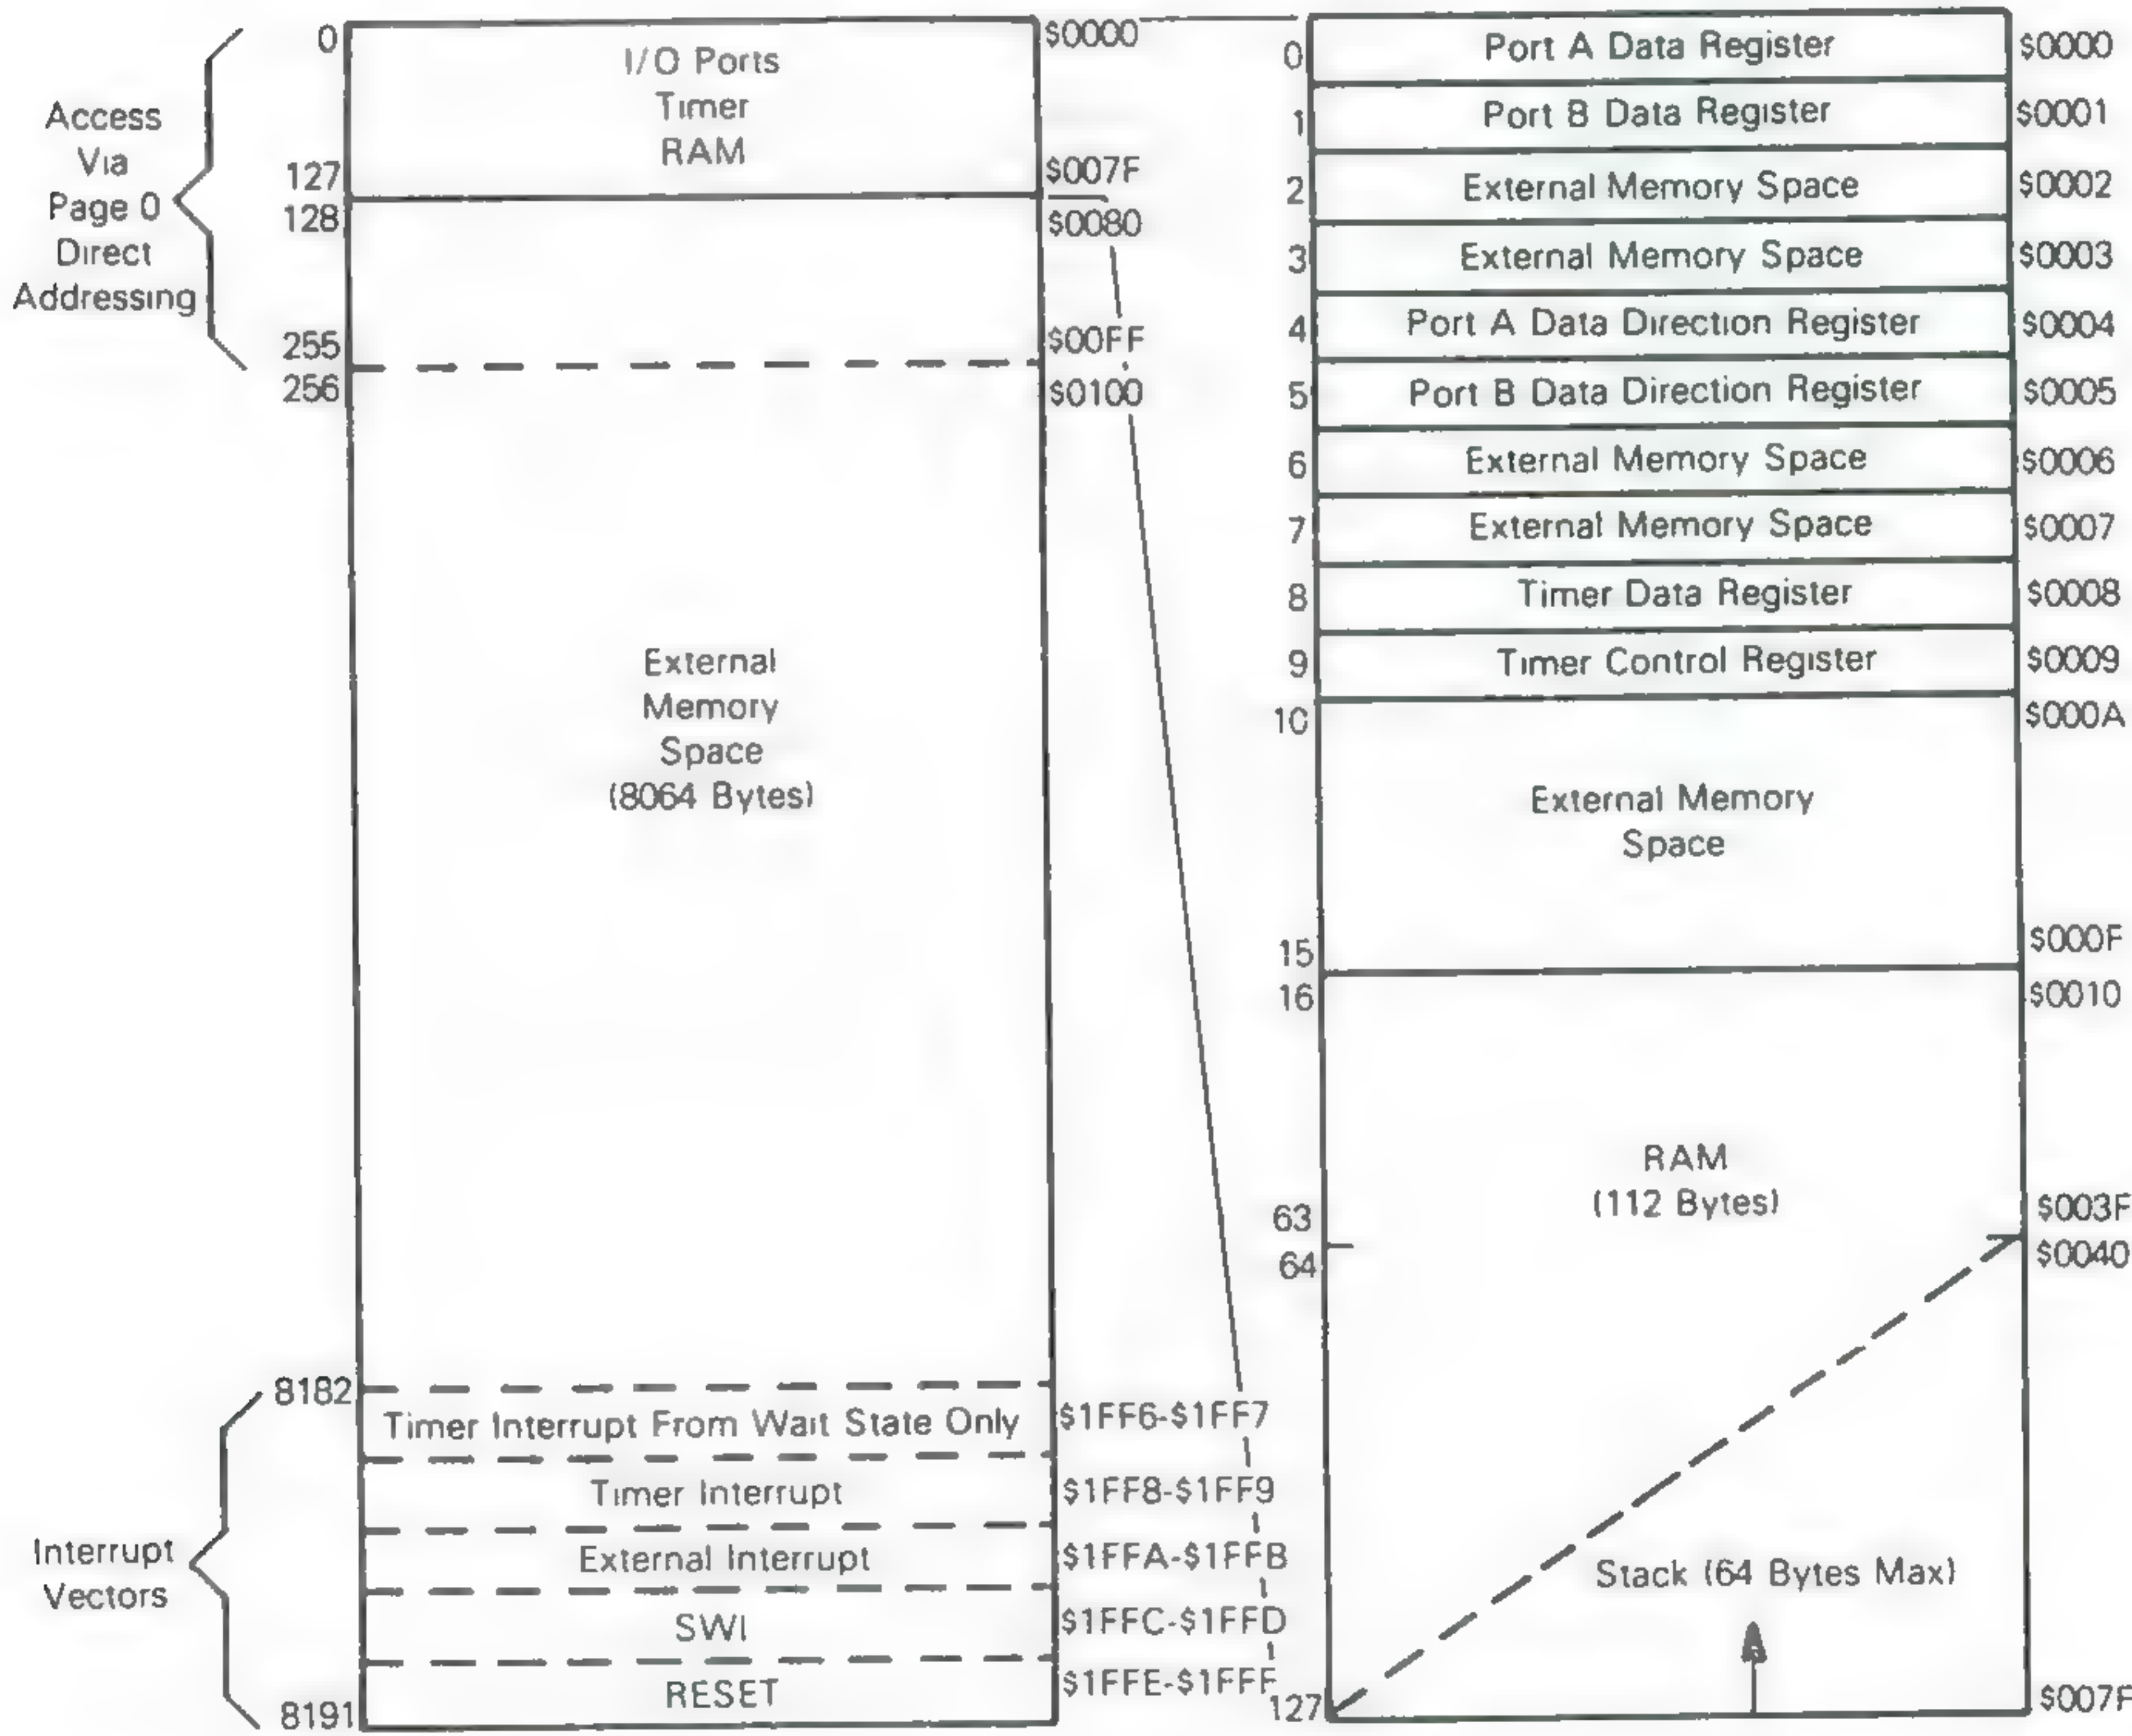 0
I/O Ports
Timer
RAM
$0000
Access
Via
Page 0
Direct
Addressing
127
$007F
128
$0080
255
$00FF
256
$0100
External
Memory
Space
(8064 Bytes)
Interrupt
Vectors
8182
Timer Interrupt From Wait State Only
$1FF6-$1FF7
Timer Interrupt
$1FF8-$1FF9
External Interrupt
$1FFA-$1FFB
SWI
$1FFC-$1FFD
RESET
$1FFE-$1FFF
8191
0 Port A Data Register $0000
1 Port B Data Register $0001
2 External Memory Space $0002
3 External Memory Space $0003
4 Port A Data Direction Register $0004
5 Port B Data Direction Register $0005
6 External Memory Space $0006
7 External Memory Space $0007
8 Timer Data Register $0008
9 Timer Control Register $0009
10 $000A
External Memory
Space
15 $000F
16 $0010
RAM
(112 Bytes)
63 $003F
64 $0040
Stack (64 Bytes Max)
127 $007F